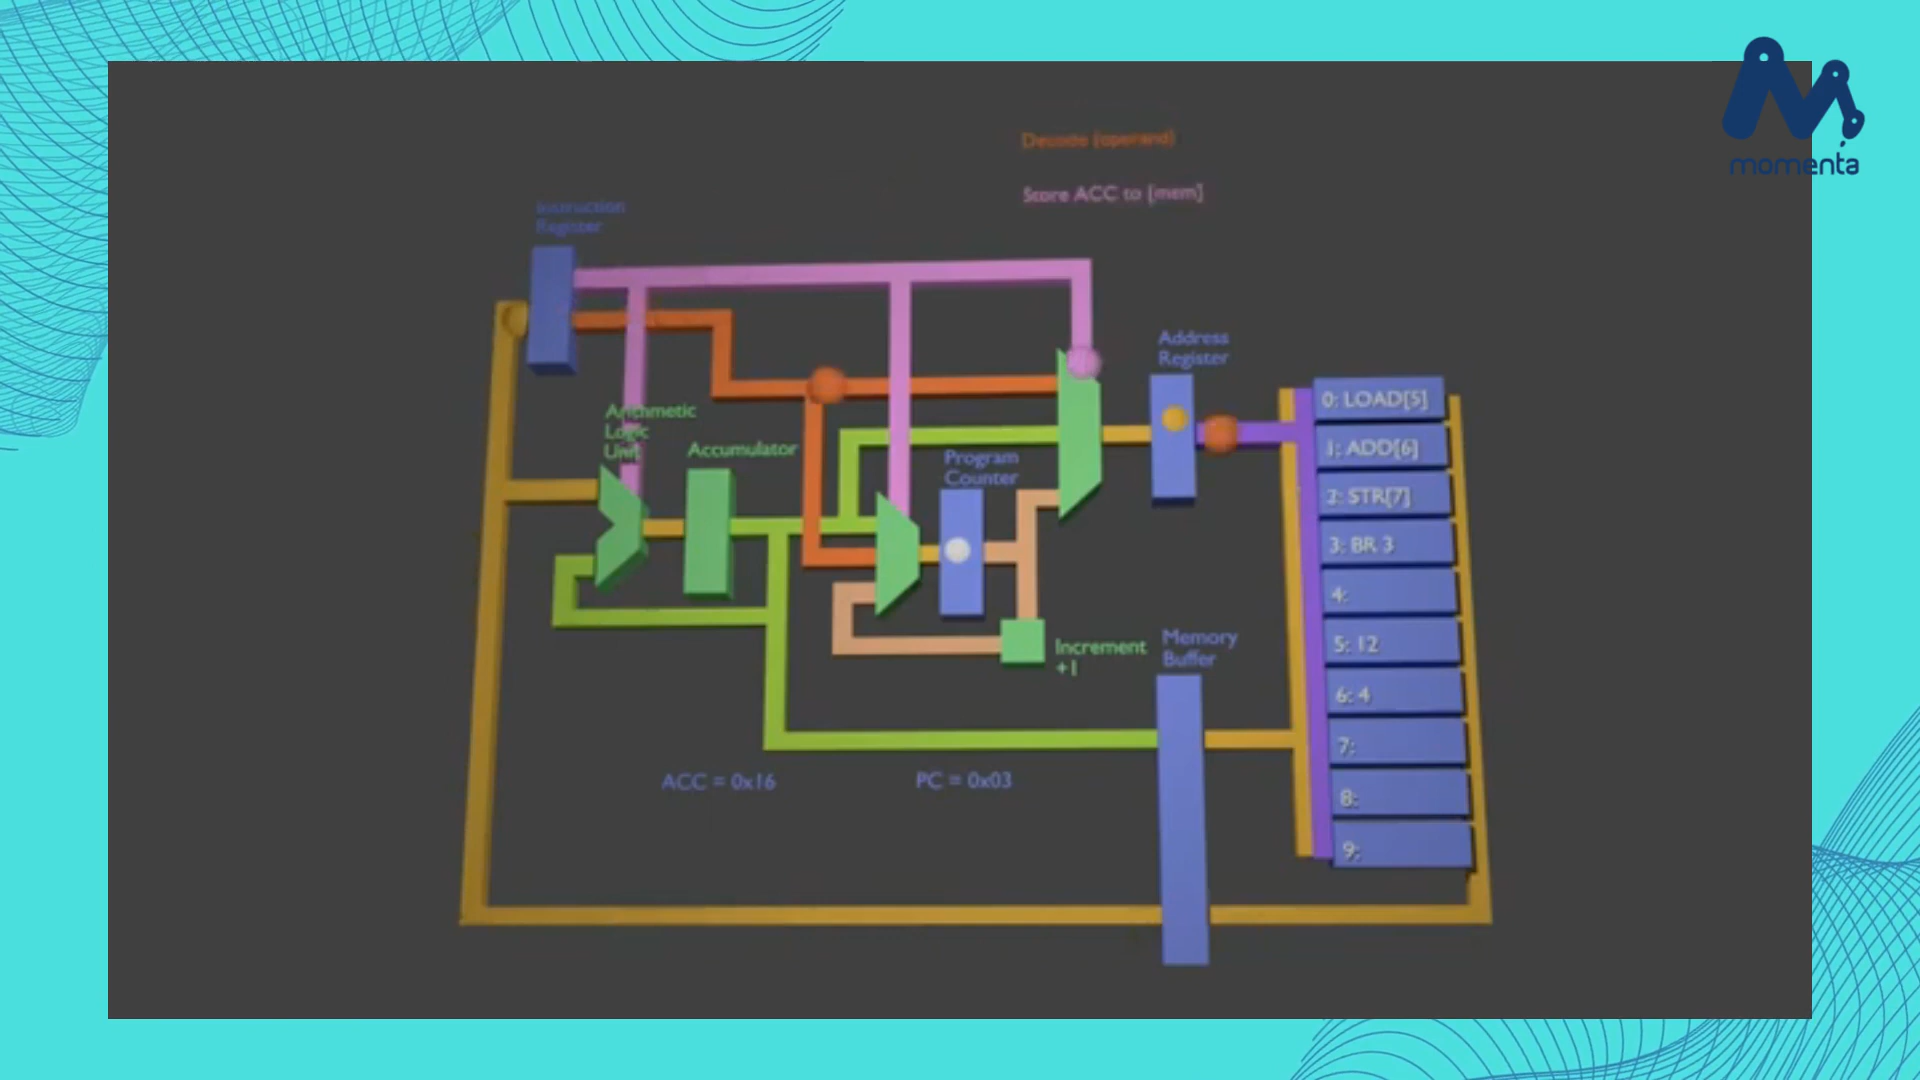 momenta
Decode (operand)
Store ACC to [mem]
Instruction
Register
Address
Register
0: LOAD[5]
Arithmetic
Logic
Unit
Accumulator
1: ADD[6]
Program
Counter
2: STR[7]
3: BR 3
4:
5: 12
Increment
+1
Memory
Buffer
6: 4
7:
ACC = 0x16
PC = 0x03
8:
9: